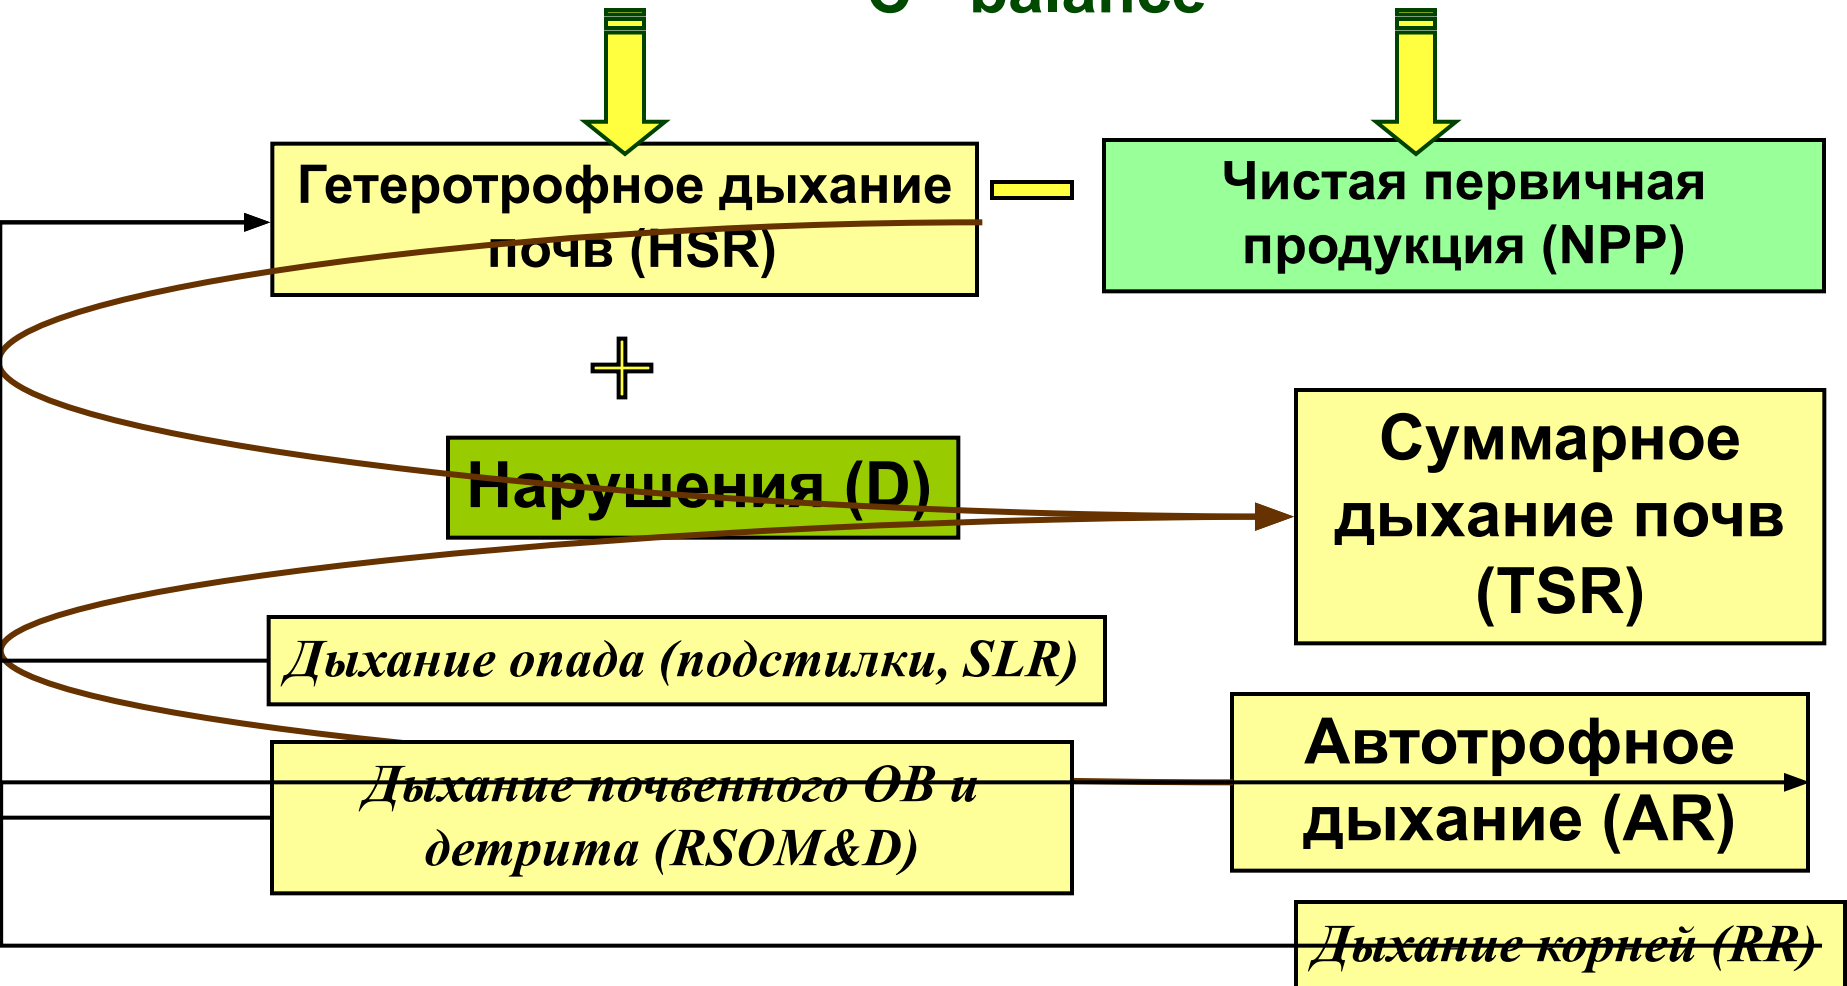 balance
Гетеротрофное дыхание
почв (HSR)
Чистая первичная
продукция (NPP)
Нарушения (D)
Суммарное
дыхание почв
(TSR)
Дыхание опада (подстилки, SLR)
Дыхание почвенного ОВ и
детрита (RSOM&D)
Автотрофное
дыхание (AR)
Дыхание корней (RR)